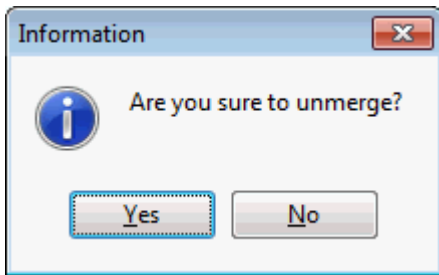 Information
Are you sure to unmerge?
Yes
No